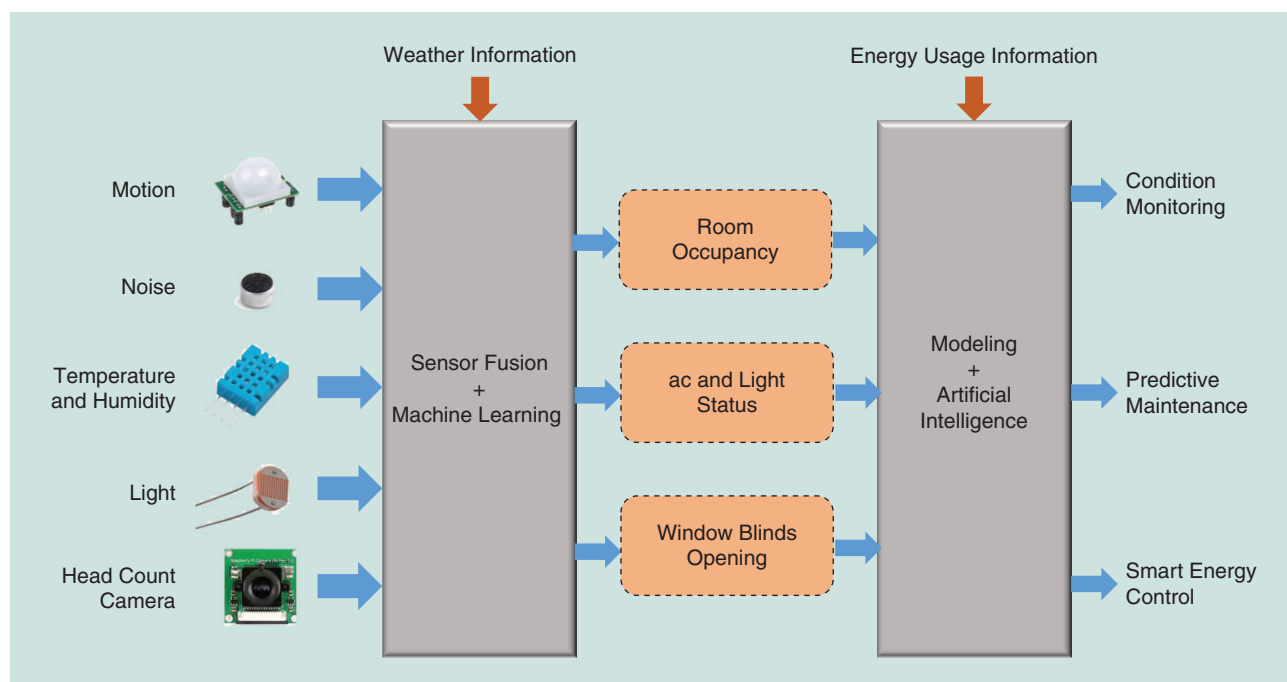 Weather Information
Energy Usage Information
Motion
Noise
Temperature
and Humidity
Light
Head Count
Camera
Sensor Fusion
+
Machine Learning
Room
Occupancy
ac and Light
Status
Window Blinds
Opening
Modeling
+
Artificial
Intelligence
Condition
Monitoring
Predictive
Maintenance
Smart Energy
Control